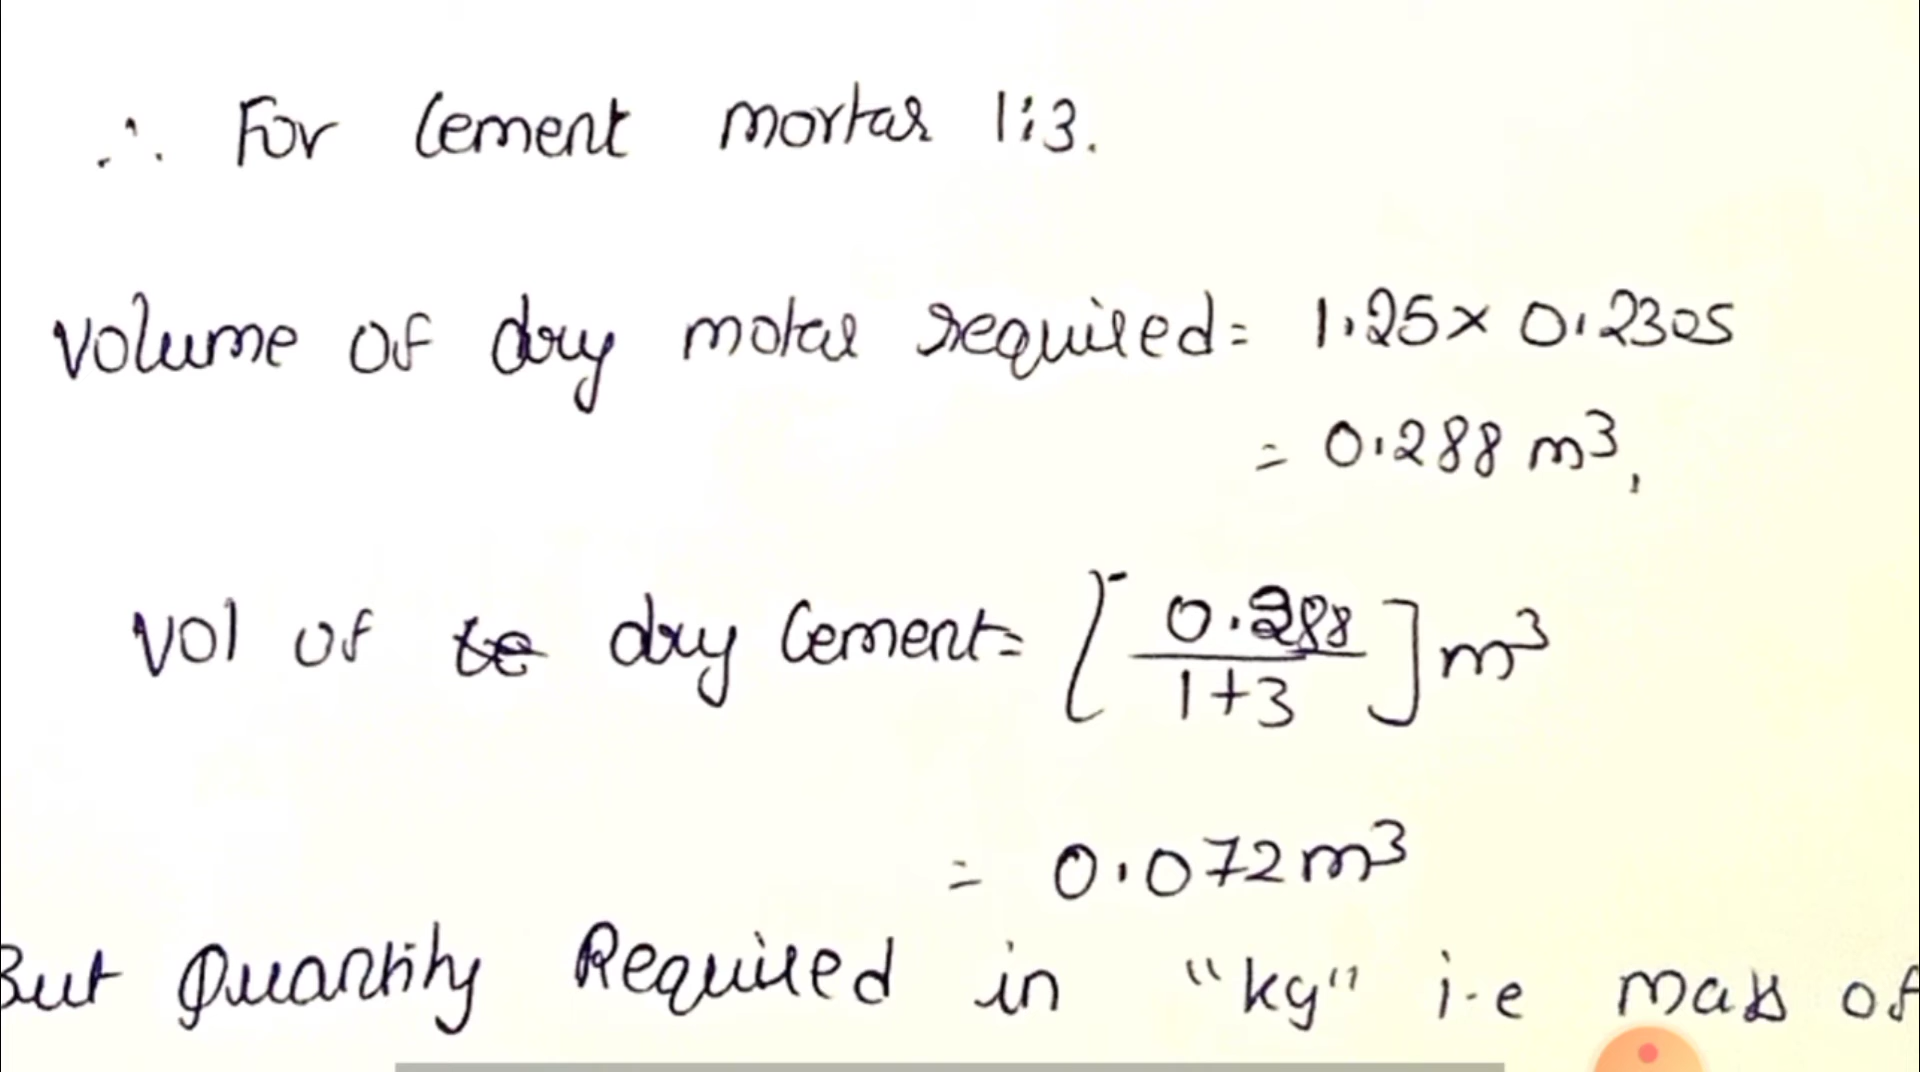 ∴ For Cement mortar 1:3.
Volume of dry motar required = 1.25 × 0.2305
= 0.288 m³,
Vol of te dry Cement = [0.288 / 1+3] m³
= 0.072 m³
But Quantity Required in "kg" i.e mass of